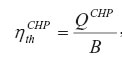 η_th^CHP = Q^CHP / B,